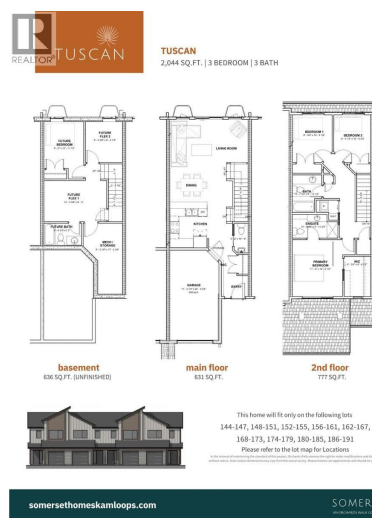 REALTOR®
TUSCAN
TUSCAN
2,044 SQ.FT. | 3 BEDROOM | 3 BATH
FUTURE
BEDROOM
FUTURE
FLEX 2
FUTURE
FLEX 1
FUTURE BATH
MECH /
STORAGE
LIVING ROOM
DINING
KITCHEN
GARAGE
ENTRY
BEDROOM 1
BEDROOM 2
BATH
ENSUITE
PRIMARY
BEDROOM
WIC
basement
636 SQ.FT. (UNFINISHED)
main floor
631 SQ.FT.
2nd floor
777 SQ.FT.
This home will fit only on the following lots
144-147, 148-151, 152-155, 156-161, 162-167,
168-173, 174-179, 180-185, 186-191
Please refer to the lot map for Locations
somersethomeskamloops.com
SOMER